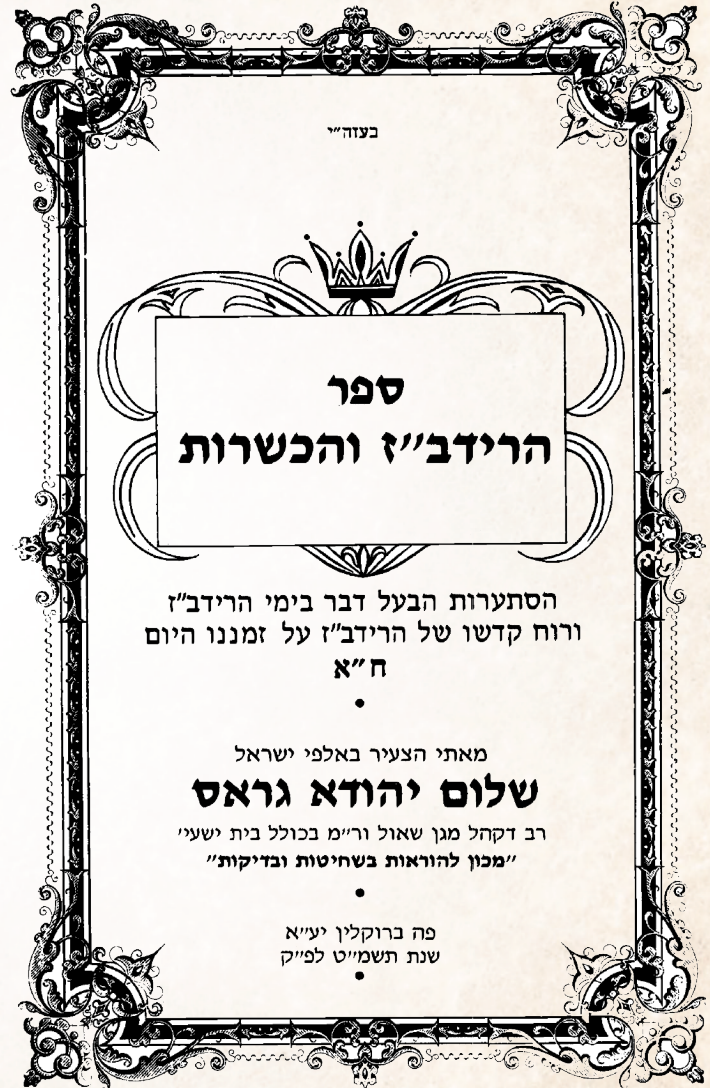 בעזה״י
ספר
הרידב״ז והכשרות
הסתערות הבעל דבר בימי הרידב״ז
ורוח קדשו של הרידב״ז על זמננו היום
ח״א
מאתי הצעיר באלפי ישראל
שלום יהודא גראס
רב דקהל מגן שאול ור״מ בכולל בית ישעי׳
״מכון להוראות בשחיטות ובדיקות״
פה ברוקלין יע״א
שנת תשמ״ט לפ״ק